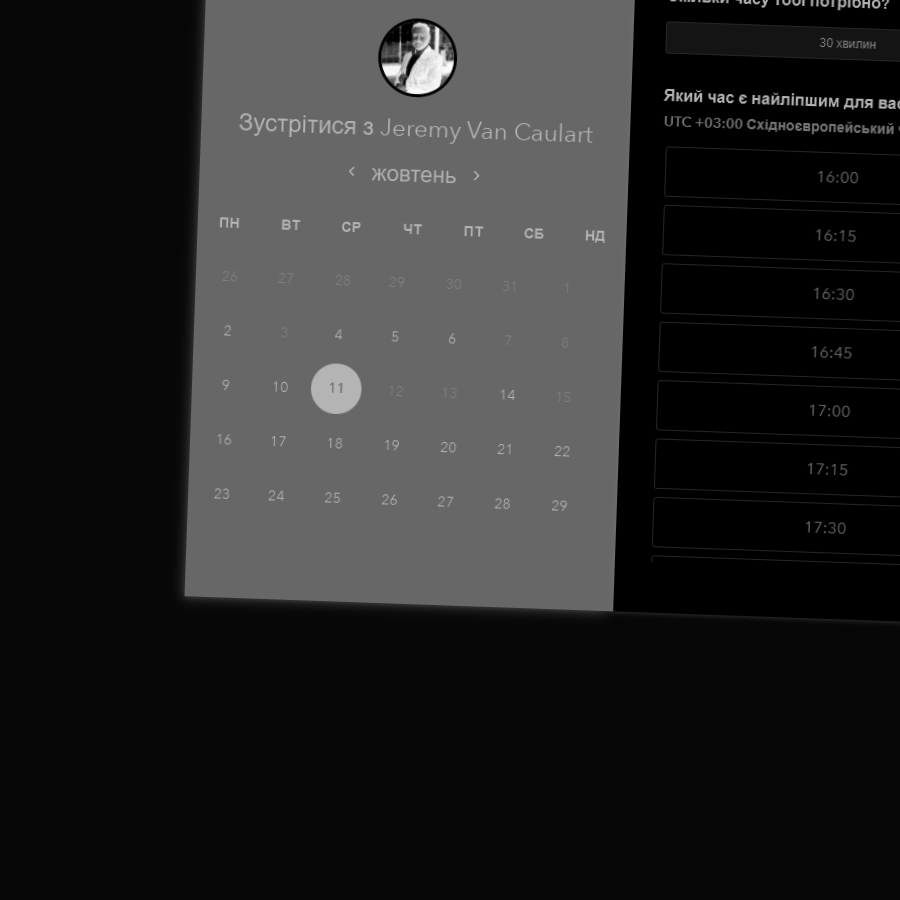 Зустрітися з Jeremy Van Caulart
‹ жовтень ›
ПН ВТ СР ЧТ ПТ СБ НД
26 27 28 29 30 31 1
2 3 4 5 6 7 8
9 10 11 12 13 14 15
16 17 18 19 20 21 22
23 24 25 26 27 28 29
часу тобі потрібно?
30 хвилин
Який час є найліпшим для вас
UTC +03:00 Східноєвропейський
16:00
16:15
16:30
16:45
17:00
17:15
17:30